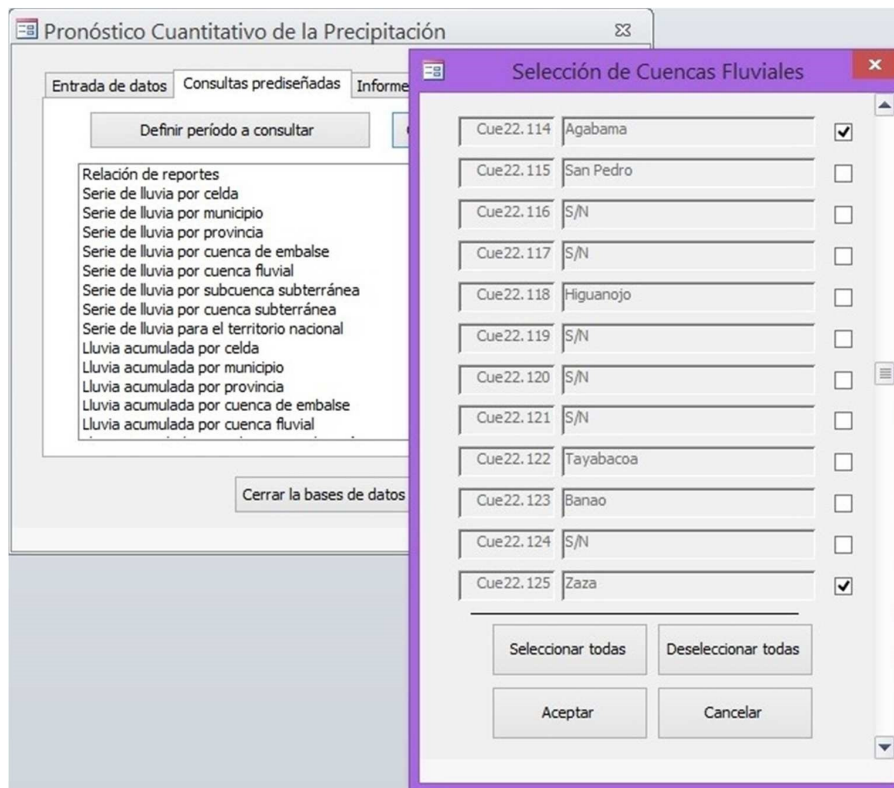 Pronóstico Cuantitativo de la Precipitación
Entrada de datos
Consultas prediseñadas
Informe
Definir período a consultar
Relación de reportes
Serie de lluvia por celda
Serie de lluvia por municipio
Serie de lluvia por provincia
Serie de lluvia por cuenca de embalse
Serie de lluvia por cuenca fluvial
Serie de lluvia por subcuenca subterránea
Serie de lluvia por cuenca subterránea
Serie de lluvia para el territorio nacional
Lluvia acumulada por celda
Lluvia acumulada por municipio
Lluvia acumulada por provincia
Lluvia acumulada por cuenca de embalse
Lluvia acumulada por cuenca fluvial
Cerrar la bases de datos
Selección de Cuencas Fluviales
Cue22.114 Agabama
Cue22.115 San Pedro
Cue22.116 S/N
Cue22.117 S/N
Cue22.118 Higuanojo
Cue22.119 S/N
Cue22.120 S/N
Cue22.121 S/N
Cue22.122 Tayabacoa
Cue22.123 Banao
Cue22.124 S/N
Cue22.125 Zaza
Seleccionar todas
Deseleccionar todas
Aceptar
Cancelar